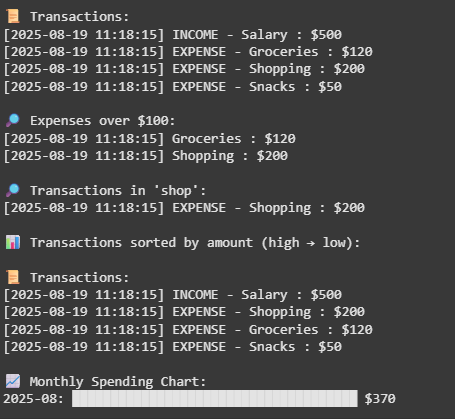 📜 Transactions:
[2025-08-19 11:18:15] INCOME - Salary : $500
[2025-08-19 11:18:15] EXPENSE - Groceries : $120
[2025-08-19 11:18:15] EXPENSE - Shopping : $200
[2025-08-19 11:18:15] EXPENSE - Snacks : $50

🔎 Expenses over $100:
[2025-08-19 11:18:15] Groceries : $120
[2025-08-19 11:18:15] Shopping : $200

🔎 Transactions in 'shop':
[2025-08-19 11:18:15] EXPENSE - Shopping : $200

📊 Transactions sorted by amount (high → low):

📜 Transactions:
[2025-08-19 11:18:15] INCOME - Salary : $500
[2025-08-19 11:18:15] EXPENSE - Shopping : $200
[2025-08-19 11:18:15] EXPENSE - Groceries : $120
[2025-08-19 11:18:15] EXPENSE - Snacks : $50

📈 Monthly Spending Chart:
2025-08: $370